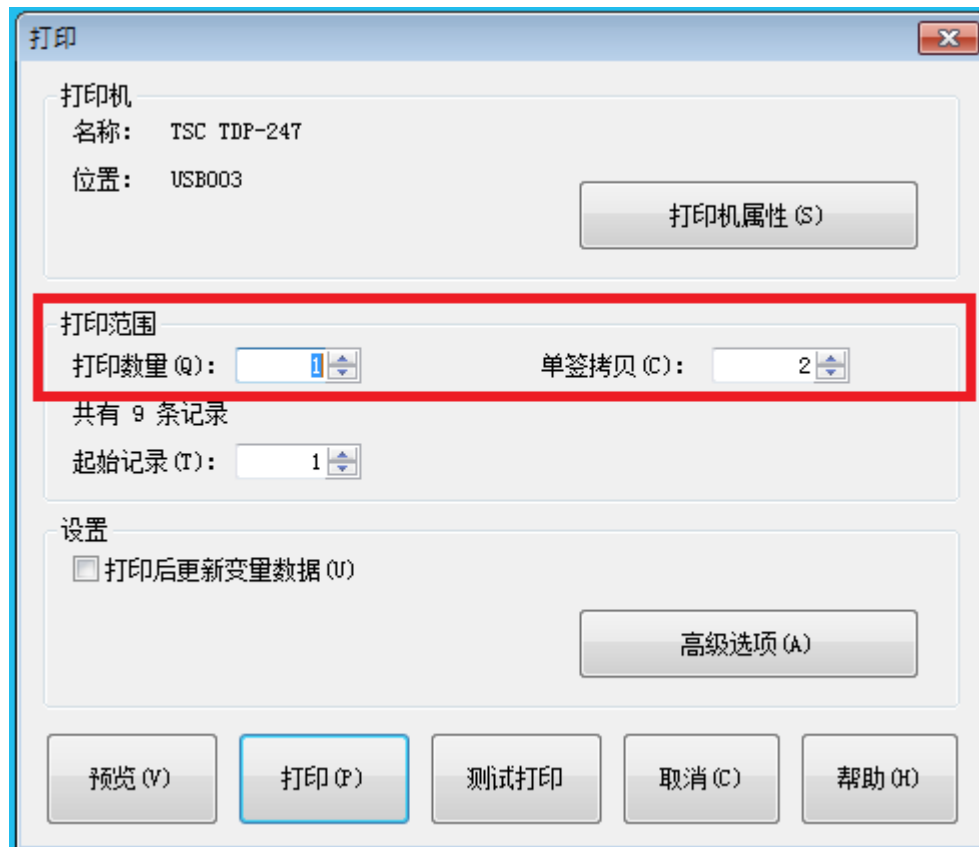 打印
打印机
名称： TSC TDP-247
位置： USB003
打印机属性(S)
打印范围
打印数量(Q)： 1 单签拷贝(C)： 2
共有 9 条记录
起始记录(T)： 1
设置
打印后更新变量数据(U)
高级选项(A)
预览(V) 打印(P) 测试打印 取消(C) 帮助(H)